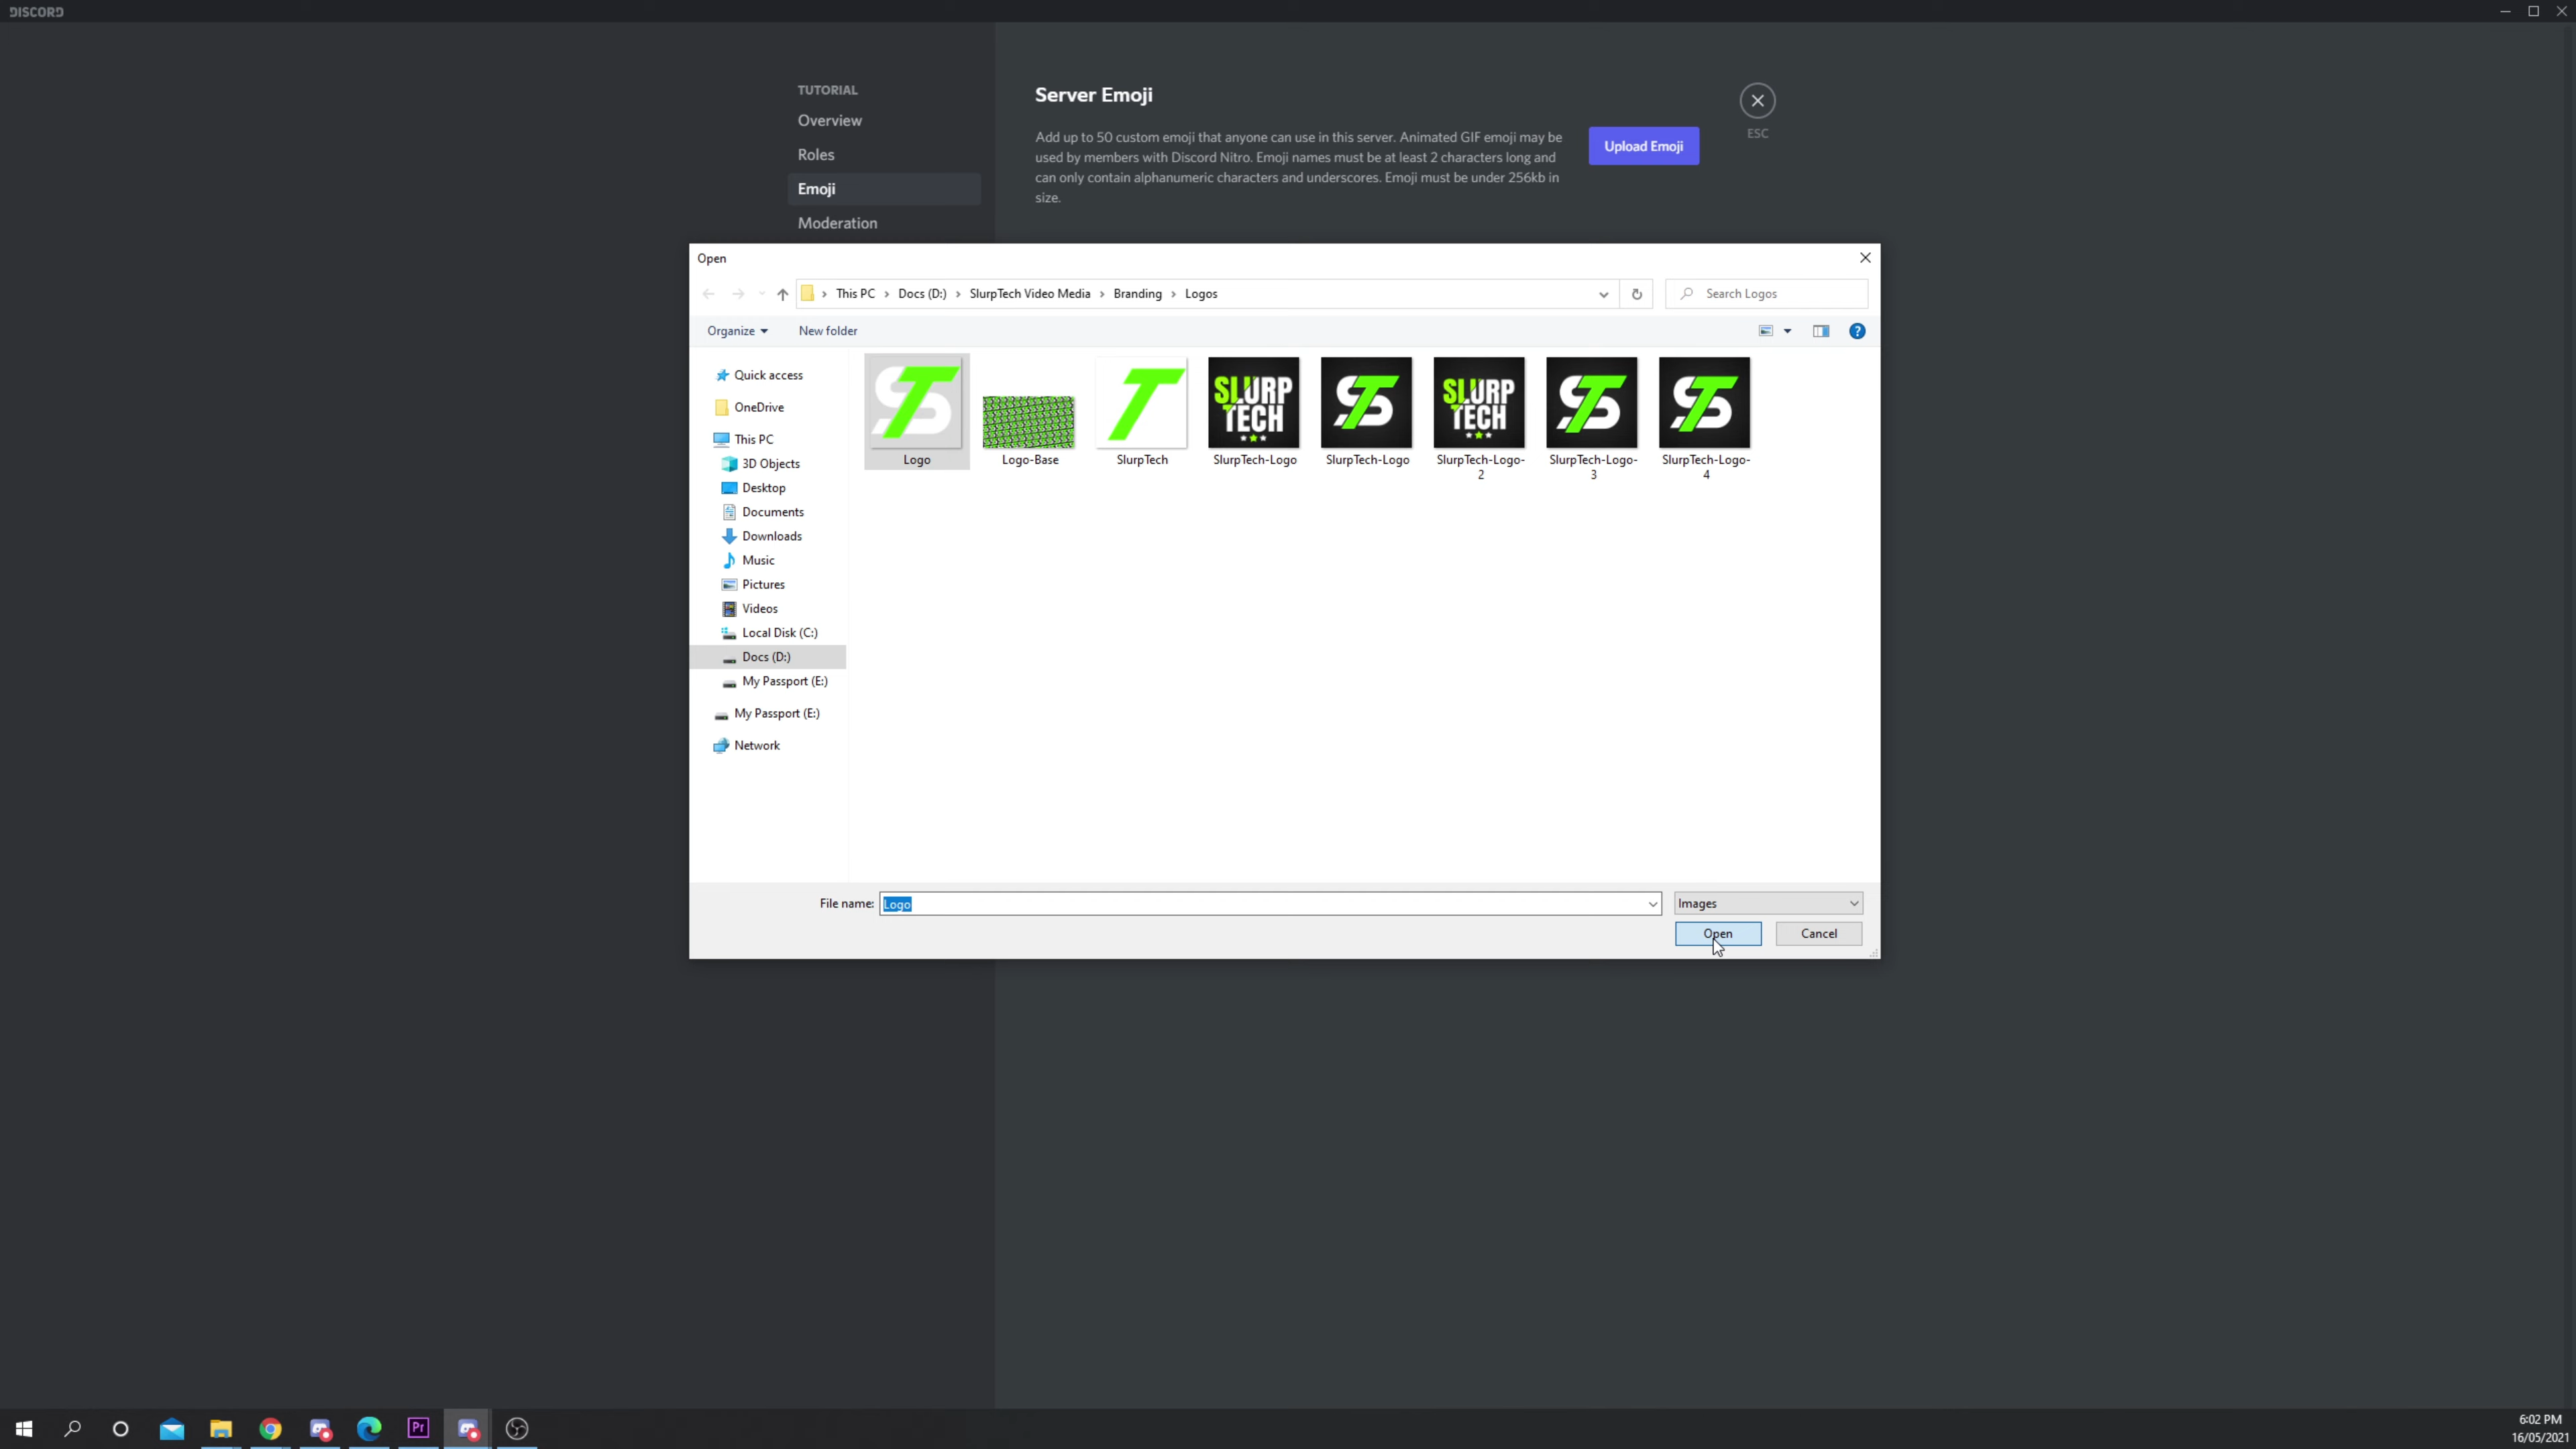 DISCORD
TUTORIAL
Overview
Roles
Emoji
Moderation
Server Emoji
Add up to 50 custom emoji that anyone can use in this server. Animated GIF emoji may be
used by members with Discord Nitro. Emoji names must be at least 2 characters long and
can only contain alphanumeric characters and underscores. Emoji must be under 256kb in
size.
Upload Emoji
ESC
Open
This PC > Docs (D:) > SlurpTech Video Media > Branding > Logos
Search Logos
Organize
New folder
Quick access
OneDrive
This PC
3D Objects
Desktop
Documents
Downloads
Music
Pictures
Videos
Local Disk (C:)
Docs (D:)
My Passport (E:)
My Passport (E:)
Network
SLURP
TECH
SLURP
TECH
Logo
Logo-Base
SlurpTech
SlurpTech-Logo
SlurpTech-Logo
SlurpTech-Logo-
2
SlurpTech-Logo-
3
SlurpTech-Logo-
4
File name:
Logo
Images
Open
Cancel
Pr
6:02 PM
16/05/2021